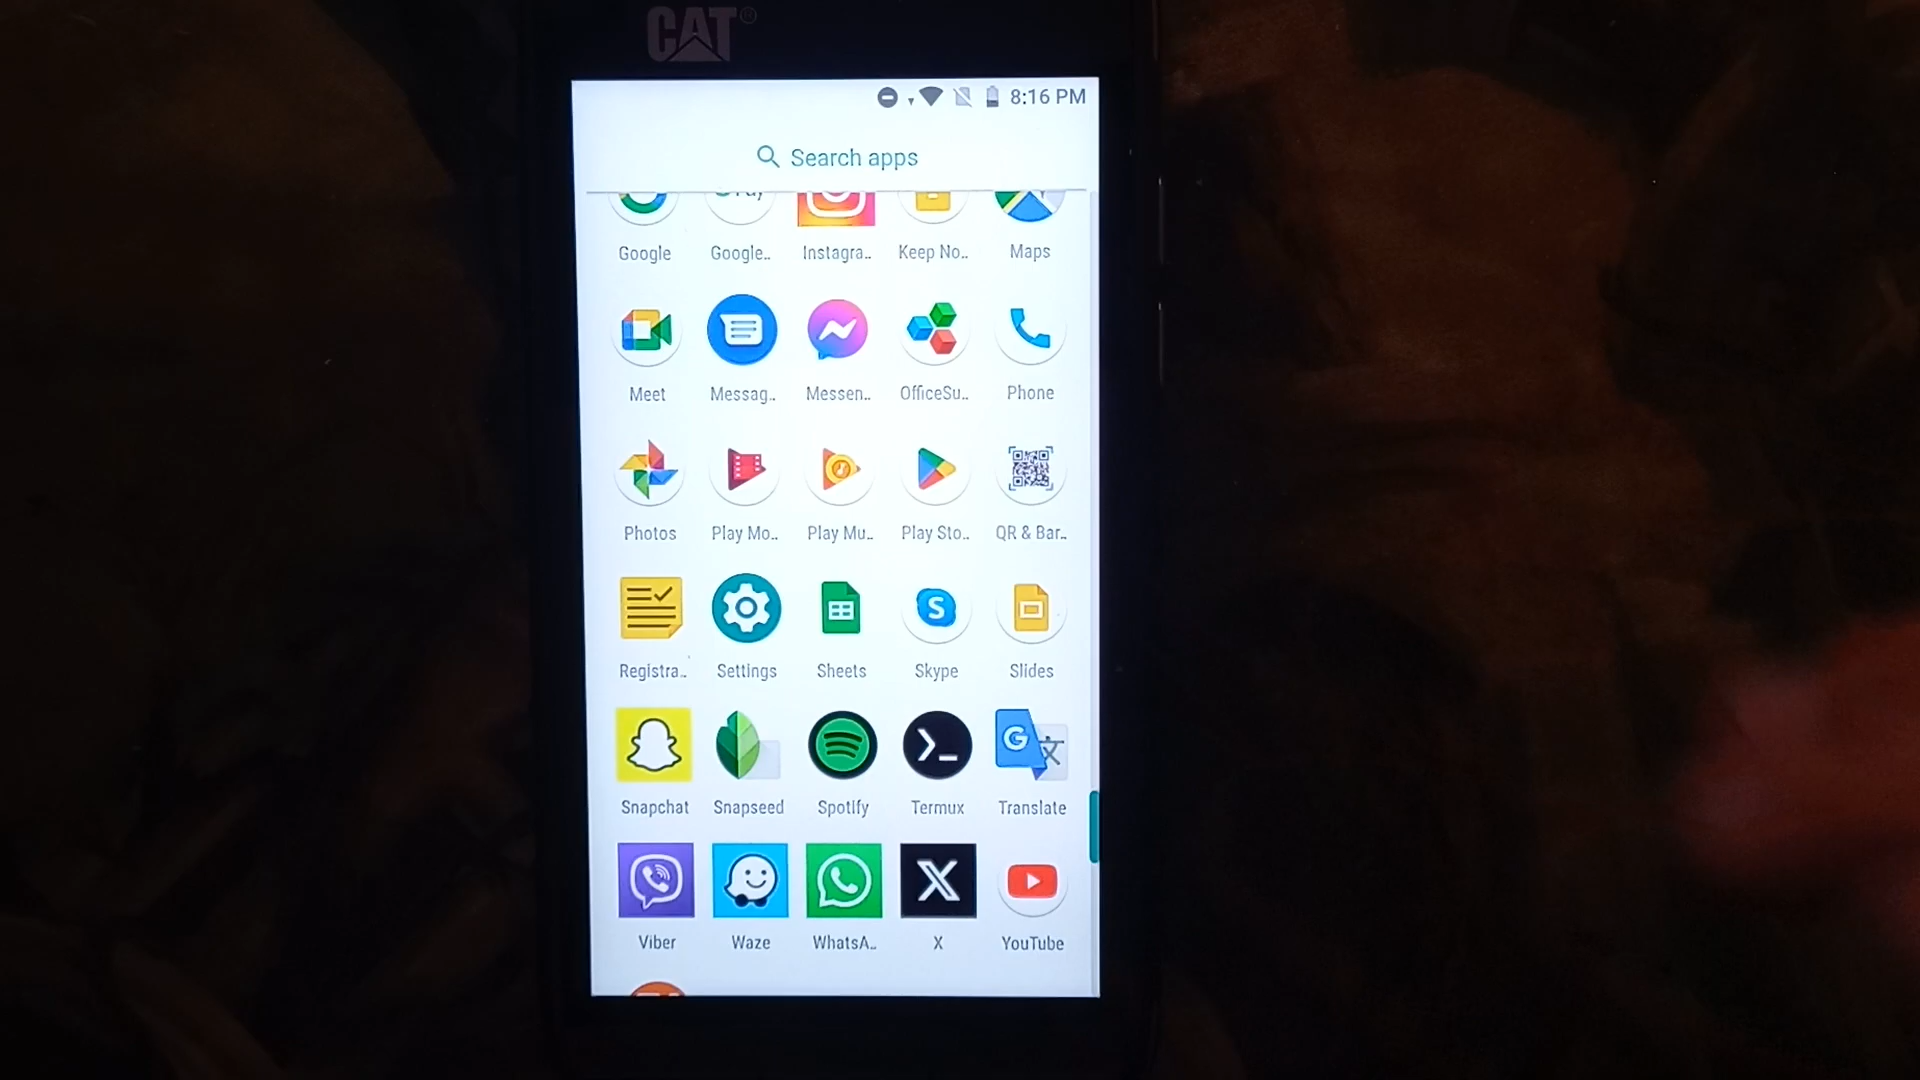 CAT®
8:16 PM
Search apps
Pay
Google Google.. Instagra.. Keep No.. Maps
Meet Messag.. Messen.. OfficeSu.. Phone
Photos Play Mo.. Play Mu.. Play Sto.. QR & Bar..
S
Registra.. Settings Sheets Skype Slides
>_ G 文
Snapchat Snapseed Spotify Termux Translate
X
Viber Waze WhatsA.. X YouTube